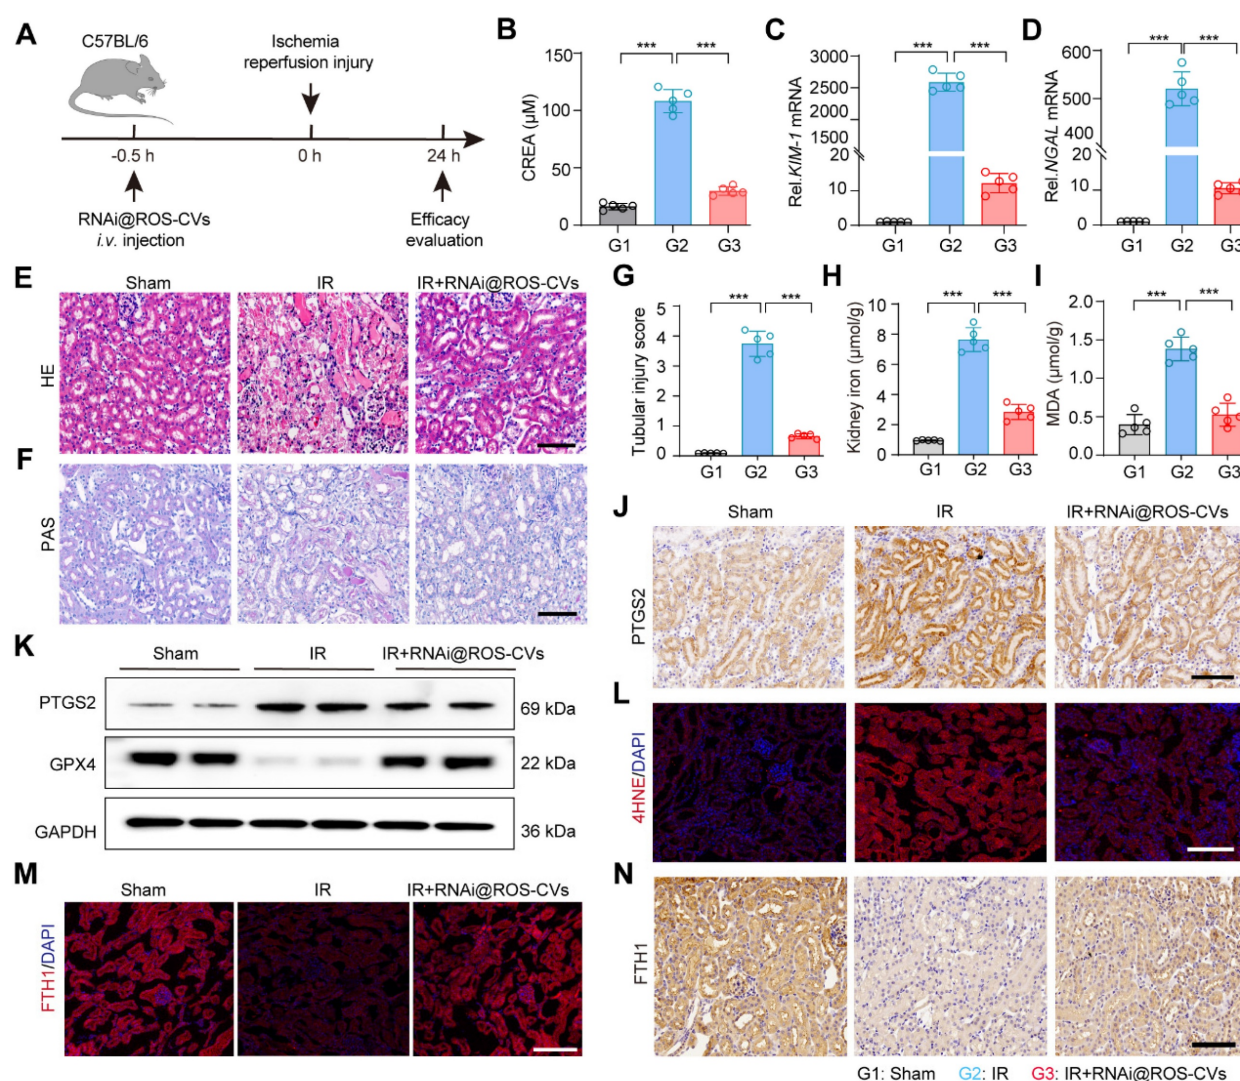 A
C57BL/6
Ischemia
reperfusion injury
-0.5 h
0 h
24 h
RNAi@ROS-CVs
i.v. injection
Efficacy
evaluation
B
CREA (μM)
150
100
50
0
***
***
G1
G2
G3
C
Rel.KIM-1 mRNA
3000
2500
2000
1500
1000
20
10
0
***
***
G1
G2
G3
D
Rel.NGAL mRNA
600
500
400
20
10
0
***
***
G1
G2
G3
E
Sham
IR
IR+RNAi@ROS-CVs
HE
F
PAS
G
Tubular injury score
5
4
3
2
1
0
***
***
G1
G2
G3
H
Kidney iron (μmol/g)
10
8
6
4
2
0
***
***
G1
G2
G3
I
MDA (μmol/g)
2.0
1.5
1.0
0.5
0.0
***
***
G1
G2
G3
J
Sham
IR
IR+RNAi@ROS-CVs
PTGS2
K
Sham
IR
IR+RNAi@ROS-CVs
PTGS2
69 kDa
GPX4
22 kDa
GAPDH
36 kDa
L
4HNE/DAPI
M
Sham
IR
IR+RNAi@ROS-CVs
FTH1/DAPI
N
FTH1
G1: Sham G2: IR G3: IR+RNAi@ROS-CVs